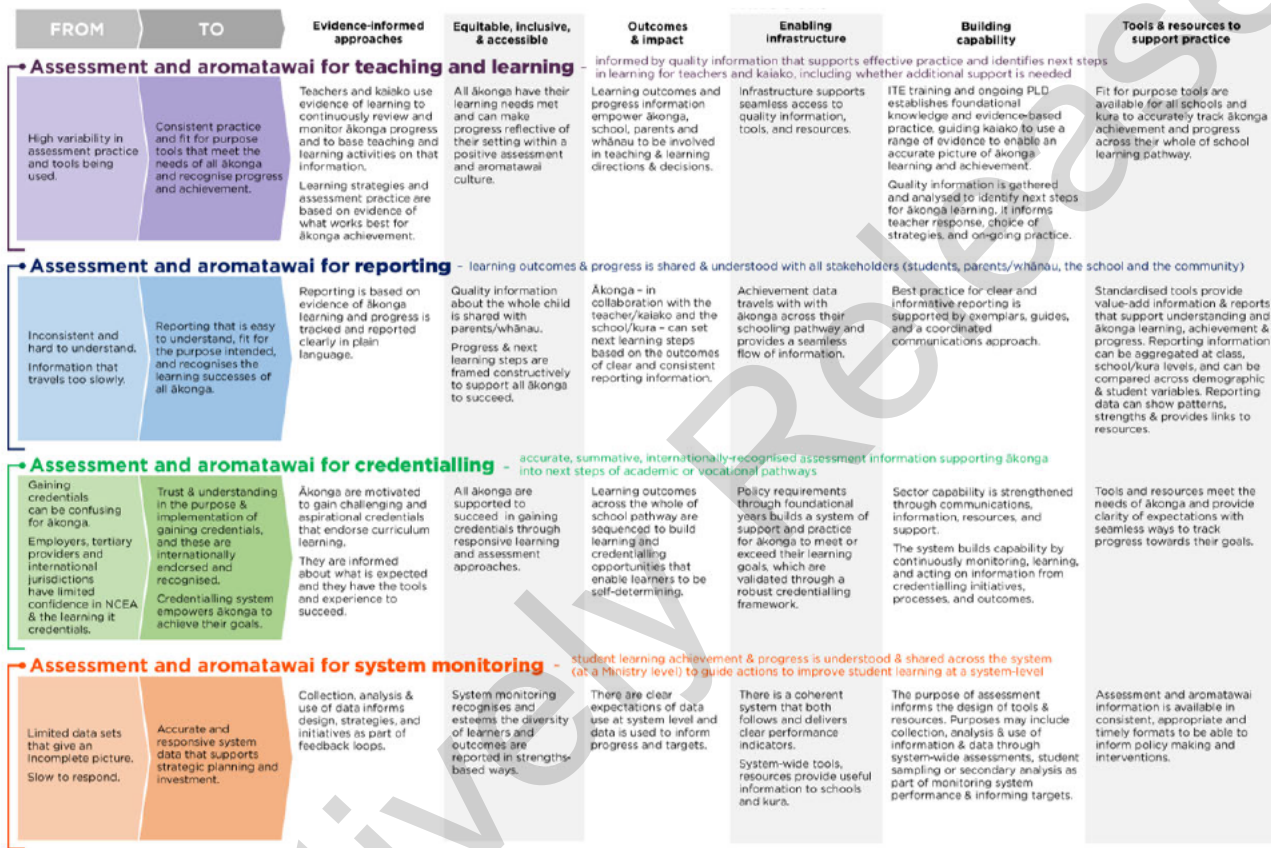 FROM
TO
Evidence-informed
approaches
Equitable, inclusive,
& accessible
Outcomes
& impact
Enabling
infrastructure
Building
capability
Tools & resources to
support practice
Assessment and aromatawai for teaching and learning – informed by quality information that supports effective practice and identifies next steps
in learning for teachers and kaiako, including whether additional support is needed
High variability in
assessment practice
and tools being
used.
Consistent practice
and fit for purpose
tools that meet the
needs of all ākonga
and recognise progress
and achievement.
Teachers and kaiako use
evidence of learning to
continuously review and
monitor ākonga progress
and to base teaching and
learning activities on that
information.
Learning strategies and
assessment practice are
based on evidence of
what works best for
ākonga achievement.
All ākonga have their
learning needs met
and can make
progress reflective of
their setting within a
positive assessment
and aromatawai
culture.
Learning outcomes and
progress information
empower ākonga,
school, parents and
whānau to be involved
in teaching & learning
directions & decisions.
Infrastructure supports
seamless access to
quality information,
tools, and resources.
ITE training and ongoing PLD
establishes foundational
knowledge and evidence-based
practice, guiding kaiako to use a
range of evidence to enable an
accurate picture of ākonga
learning and achievement.
Quality information is gathered
and analysed to identify next steps
for ākonga learning. It informs
teacher response, choice of
strategies, and on-going practice.
Fit for purpose tools are
available for all schools and
kura to accurately track ākonga
achievement and progress
across their whole of school
learning pathway.
Assessment and aromatawai for reporting – learning outcomes & progress is shared & understood with all stakeholders (students, parents/whānau, the school and the community)
Inconsistent and
hard to understand.
Information that
travels too slowly.
Reporting that is easy
to understand, fit for
the purpose intended,
and recognises the
learning successes of
all ākonga.
Reporting is based on
evidence of ākonga
learning and progress is
tracked and reported
clearly in plain
language.
Quality information
about the whole child
is shared with
parents/whānau.
Progress & next
learning steps are
framed constructively
to support all ākonga
to succeed.
Ākonga – in
collaboration with the
teacher/kaiako and the
school/kura – can set
next learning steps
based on the outcomes
of clear and consistent
reporting information.
Achievement data
travels with with
ākonga across their
schooling pathway and
provides a seamless
flow of information.
Best practice for clear and
informative reporting is
supported by exemplars, guides,
and a coordinated
communications approach.
Standardised tools provide
value-add information & reports
that support understanding and
ākonga learning, achievement &
progress. Reporting information
can be aggregated at class,
school/kura levels, and can be
compared across demographic
& student variables. Reporting
data can show patterns,
strengths & provides links to
resources.
Assessment and aromatawai for credentialling – accurate, summative, internationally-recognised assessment information supporting ākonga
into next steps of academic or vocational pathways
Gaining
credentials
can be confusing
for ākonga.
Employers, tertiary
providers and
international
jurisdictions
have limited
confidence in NCEA
& the learning it
credentials.
Trust & understanding
in the purpose &
implementation of
gaining credentials,
and these are
internationally
endorsed and
recognised.
Credentialling system
empowers ākonga to
achieve their goals.
Ākonga are motivated
to gain challenging and
aspirational credentials
that endorse curriculum
learning.
They are informed
about what is expected
and they have the tools
and experience to
succeed.
All ākonga are
supported to
succeed in gaining
credentials through
responsive learning
and assessment
approaches.
Learning outcomes
across the whole of
school pathway are
sequenced to build
learning and
credentialling
opportunities that
enable learners to be
self-determining.
Policy requirements
through foundational
years builds a system of
support and practice
for ākonga to meet or
exceed their learning
goals, which are
validated through a
robust credentialling
framework.
Sector capability is strengthened
through communications,
information, resources, and
support.
The system builds capability by
continuously monitoring, learning,
and acting on information from
credentialling initiatives,
processes, and outcomes.
Tools and resources meet the
needs of ākonga and provide
clarity of expectations with
seamless ways to track
progress towards their goals.
Assessment and aromatawai for system monitoring – student learning achievement & progress is understood & shared across the system
(at a Ministry level) to guide actions to improve student learning at a system-level
Limited data sets
that give an
Incomplete picture.
Slow to respond.
Accurate and
responsive system
data that supports
strategic planning and
investment.
Collection, analysis &
use of data informs
design, strategies, and
initiatives as part of
feedback loops.
System monitoring
recognises and
esteems the diversity
of learners and
outcomes are
reported in strengths-
based ways.
There are clear
expectations of data
use at system level and
data is used to inform
progress and targets.
There is a coherent
system that both
follows and delivers
clear performance
indicators.
System-wide tools,
resources provide useful
information to schools
and kura.
The purpose of assessment
informs the design of tools &
resources. Purposes may include
collection, analysis & use of
information & data through
system-wide assessments, student
sampling or secondary analysis as
part of monitoring system
performance & informing targets.
Assessment and aromatawai
information is available in
consistent, appropriate and
timely formats to be able to
inform policy making and
interventions.